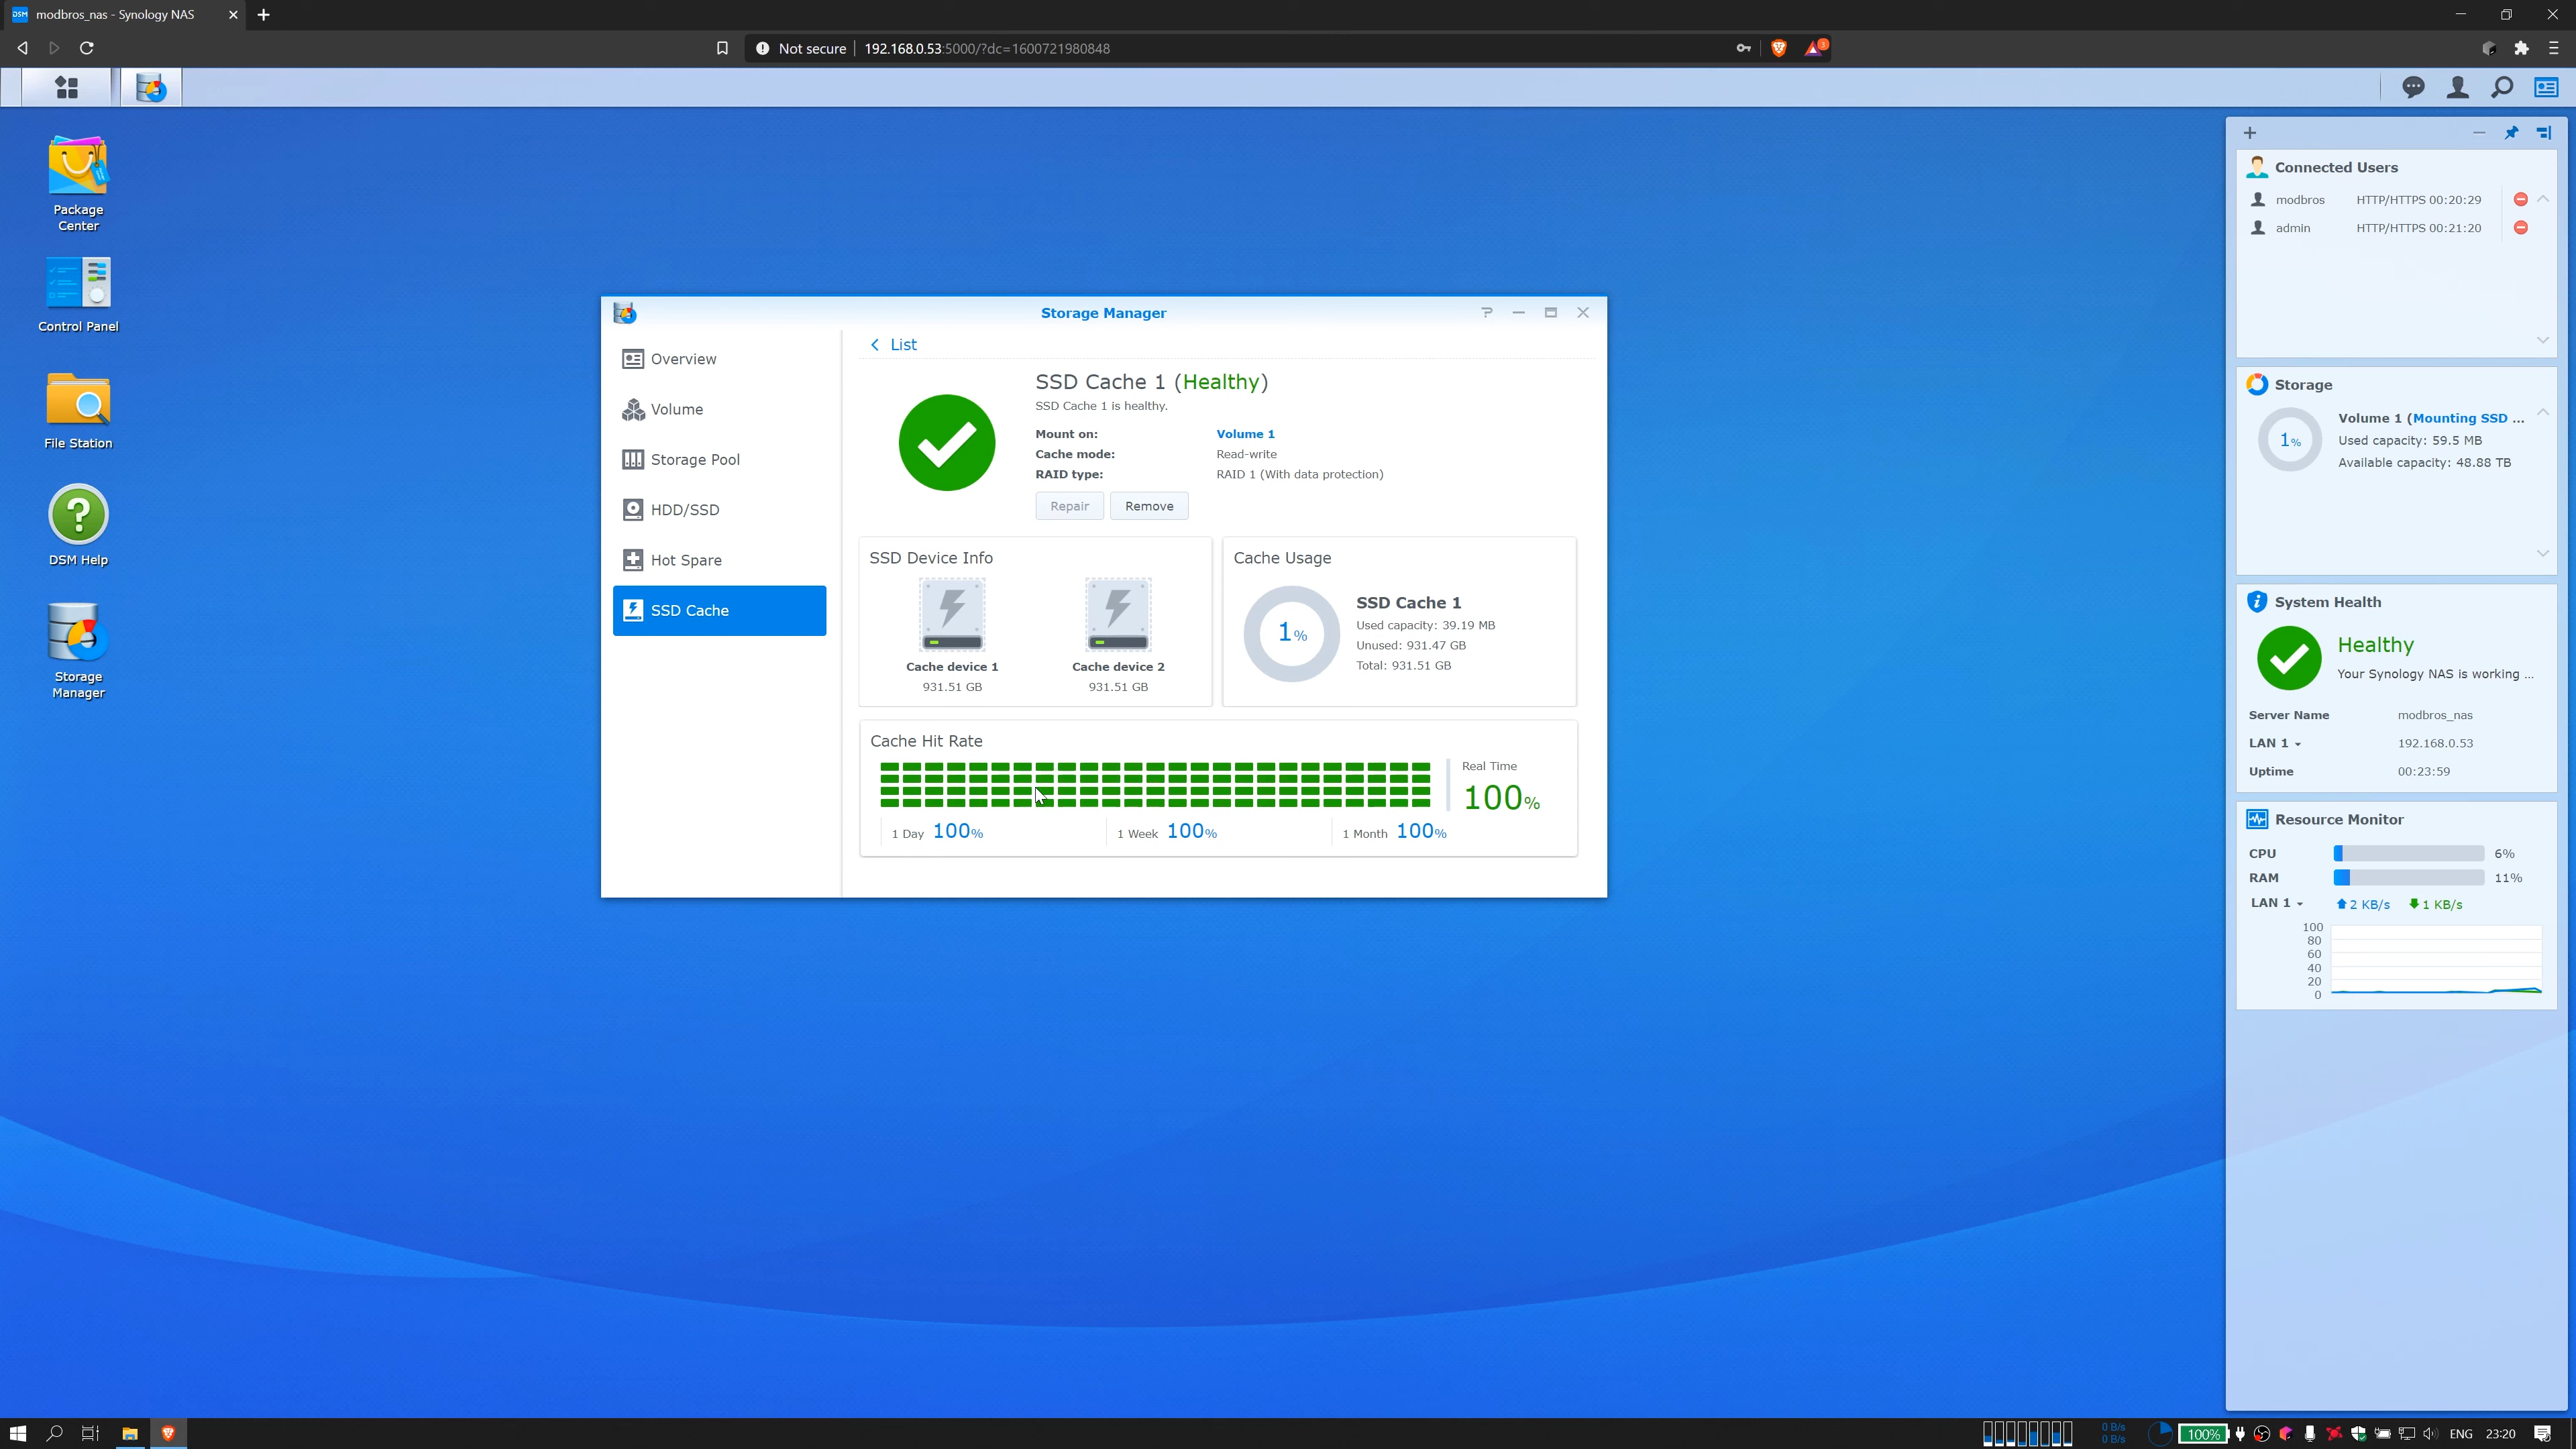 DSM modbros_nas - Synology NAS
Not secure 192.168.0.53:5000/?dc=1600721980848
3
Package
Center
Control Panel
File Station
DSM Help
Storage
Manager
Storage Manager
Overview
Volume
Storage Pool
HDD/SSD
Hot Spare
SSD Cache
List
SSD Cache 1 (Healthy)
SSD Cache 1 is healthy.
Mount on: Volume 1
Cache mode: Read-write
RAID type: RAID 1 (With data protection)
Repair Remove
SSD Device Info
Cache device 1
931.51 GB
Cache device 2
931.51 GB
Cache Usage
1%
SSD Cache 1
Used capacity: 39.19 MB
Unused: 931.47 GB
Total: 931.51 GB
Cache Hit Rate
Real Time
100%
1 Day 100%
1 Week 100%
1 Month 100%
Connected Users
modbros HTTP/HTTPS 00:20:29
admin HTTP/HTTPS 00:21:20
Storage
1%
Volume 1 (Mounting SSD ...
Used capacity: 59.5 MB
Available capacity: 48.88 TB
System Health
Healthy
Your Synology NAS is working ...
Server Name modbros_nas
LAN 1 192.168.0.53
Uptime 00:23:59
Resource Monitor
CPU 6%
RAM 11%
LAN 1 2 KB/s 1 KB/s
100
80
60
40
20
0
0 B/s
0 B/s
100%
ENG 23:20